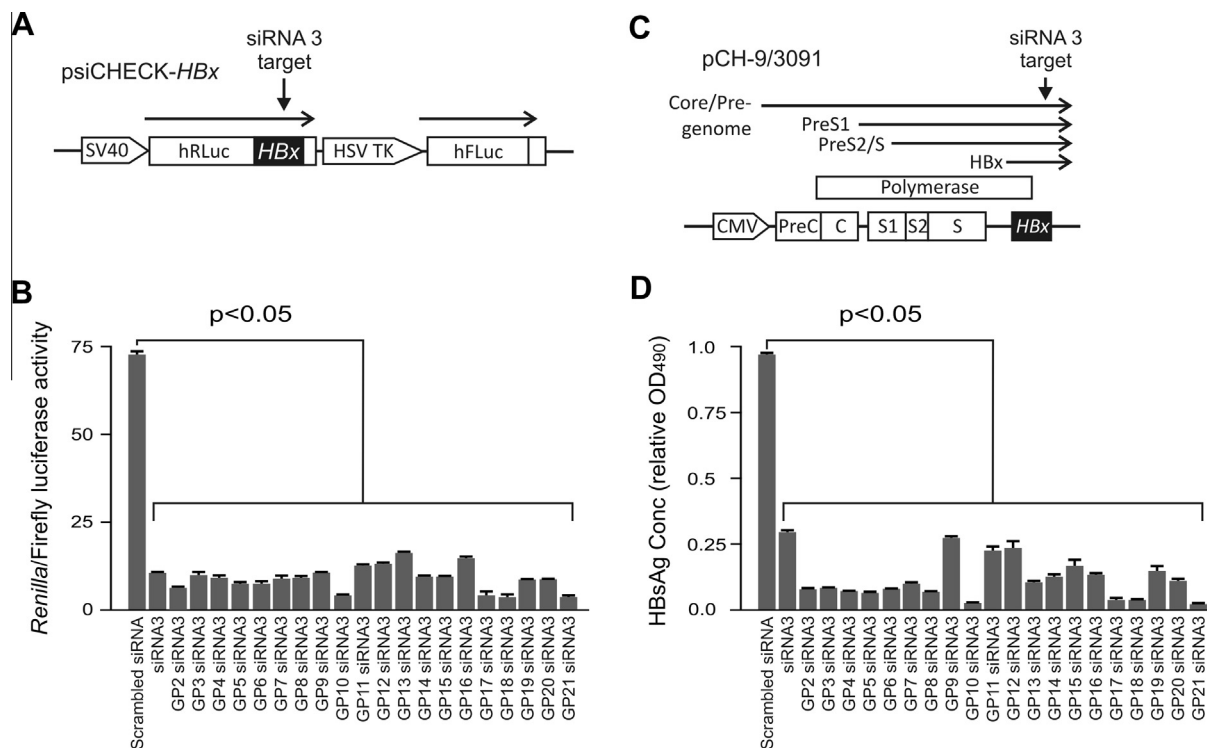 A
siRNA 3
target
psiCHECK-HBx
SV40
hRLuc
HBx
HSV TK
hFLuc
C
siRNA 3
target
pCH-9/3091
Core/Pre-
genome
PreS1
PreS2/S
HBx
Polymerase
CMV
PreC
C
S1
S2
S
HBx
B
p<0.05
Renilla/Firefly luciferase activity
75
50
25
0
Scrambled siRNA
siRNA3
GP2 siRNA3
GP3 siRNA3
GP4 siRNA3
GP5 siRNA3
GP6 siRNA3
GP7 siRNA3
GP8 siRNA3
GP9 siRNA3
GP10 siRNA3
GP11 siRNA3
GP12 siRNA3
GP13 siRNA3
GP14 siRNA3
GP15 siRNA3
GP16 siRNA3
GP17 siRNA3
GP18 siRNA3
GP19 siRNA3
GP20 siRNA3
GP21 siRNA3
D
p<0.05
HBsAg Conc (relative OD490)
1.0
0.75
0.5
0.25
0.0
Scrambled siRNA
siRNA3
GP2 siRNA3
GP3 siRNA3
GP4 siRNA3
GP5 siRNA3
GP6 siRNA3
GP7 siRNA3
GP8 siRNA3
GP9 siRNA3
GP10 siRNA3
GP11 siRNA3
GP12 siRNA3
GP13 siRNA3
GP14 siRNA3
GP15 siRNA3
GP16 siRNA3
GP17 siRNA3
GP18 siRNA3
GP19 siRNA3
GP20 siRNA3
GP21 siRNA3